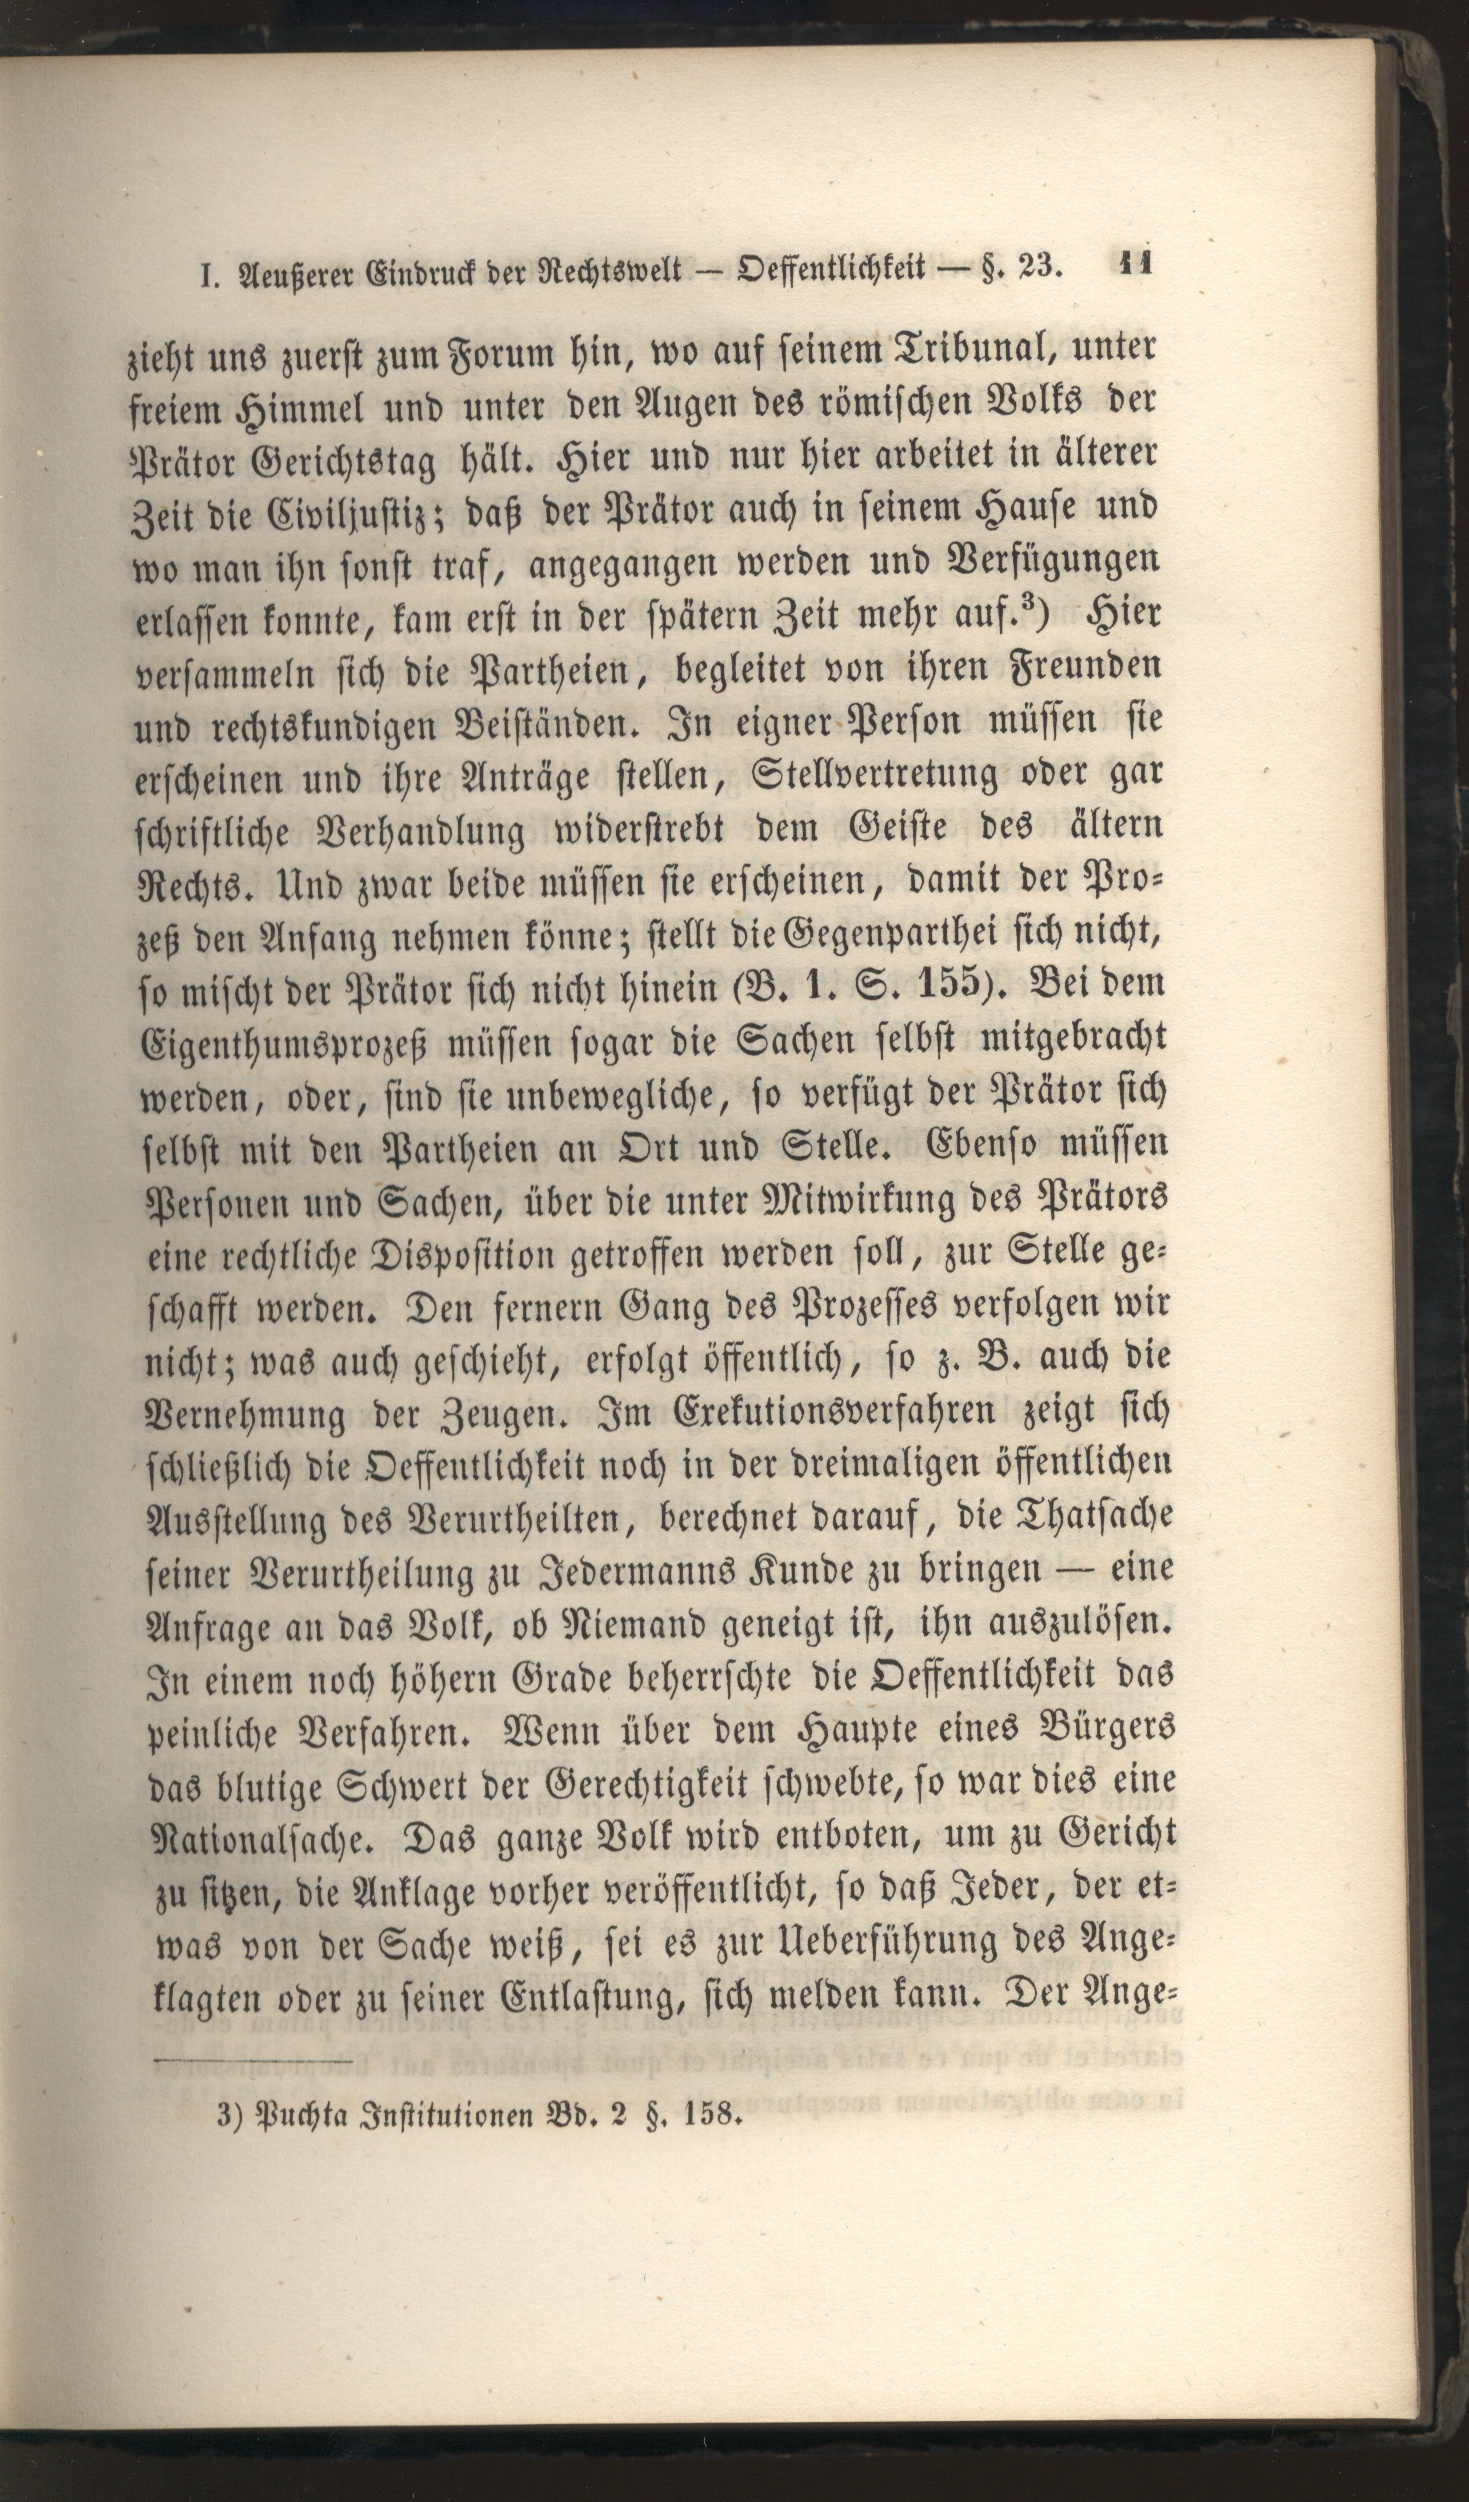 I. Aeußerer Eindruck der Rechtswelt — Oeffentlichkeit — §. 23. 11
zieht uns zuerst zum Forum hin, wo auf seinem Tribunal, unter
freiem Himmel und unter den Augen des römischen Volks der
Prätor Gerichtstag hält. Hier und nur hier arbeitet in älterer
Zeit die Civiljustiz; daß der Prätor auch in seinem Hause und
wo man ihn sonst traf, angegangen werden und Verfügungen
erlassen konnte, kam erst in der spätern Zeit mehr auf.³) Hier
versammeln sich die Partheien, begleitet von ihren Freunden
und rechtskundigen Beiständen. In eigner Person müssen sie
erscheinen und ihre Anträge stellen, Stellvertretung oder gar
schriftliche Verhandlung widerstrebt dem Geiste des ältern
Rechts. Und zwar beide müssen sie erscheinen, damit der Pro-
zeß den Anfang nehmen könne; stellt die Gegenparthei sich nicht,
so mischt der Prätor sich nicht hinein (B. 1. S. 155). Bei dem
Eigenthumsprozeß müssen sogar die Sachen selbst mitgebracht
werden, oder, sind sie unbewegliche, so verfügt der Prätor sich
selbst mit den Partheien an Ort und Stelle. Ebenso müssen
Personen und Sachen, über die unter Mitwirkung des Prätors
eine rechtliche Disposition getroffen werden soll, zur Stelle ge-
schafft werden. Den fernern Gang des Prozesses verfolgen wir
nicht; was auch geschieht, erfolgt öffentlich, so z. B. auch die
Vernehmung der Zeugen. Im Exekutionsverfahren zeigt sich
schließlich die Oeffentlichkeit noch in der dreimaligen öffentlichen
Ausstellung des Verurtheilten, berechnet darauf, die Thatsache
seiner Verurtheilung zu Jedermanns Kunde zu bringen — eine
Anfrage an das Volk, ob Niemand geneigt ist, ihn auszulösen.
In einem noch höhern Grade beherrschte die Oeffentlichkeit das
peinliche Verfahren. Wenn über dem Haupte eines Bürgers
das blutige Schwert der Gerechtigkeit schwebte, so war dies eine
Nationalsache. Das ganze Volk wird entboten, um zu Gericht
zu sitzen, die Anklage vorher veröffentlicht, so daß Jeder, der et-
was von der Sache weiß, sei es zur Ueberführung des Ange-
klagten oder zu seiner Entlastung, sich melden kann. Der Ange-
3) Puchta Institutionen Bd. 2 §. 158.